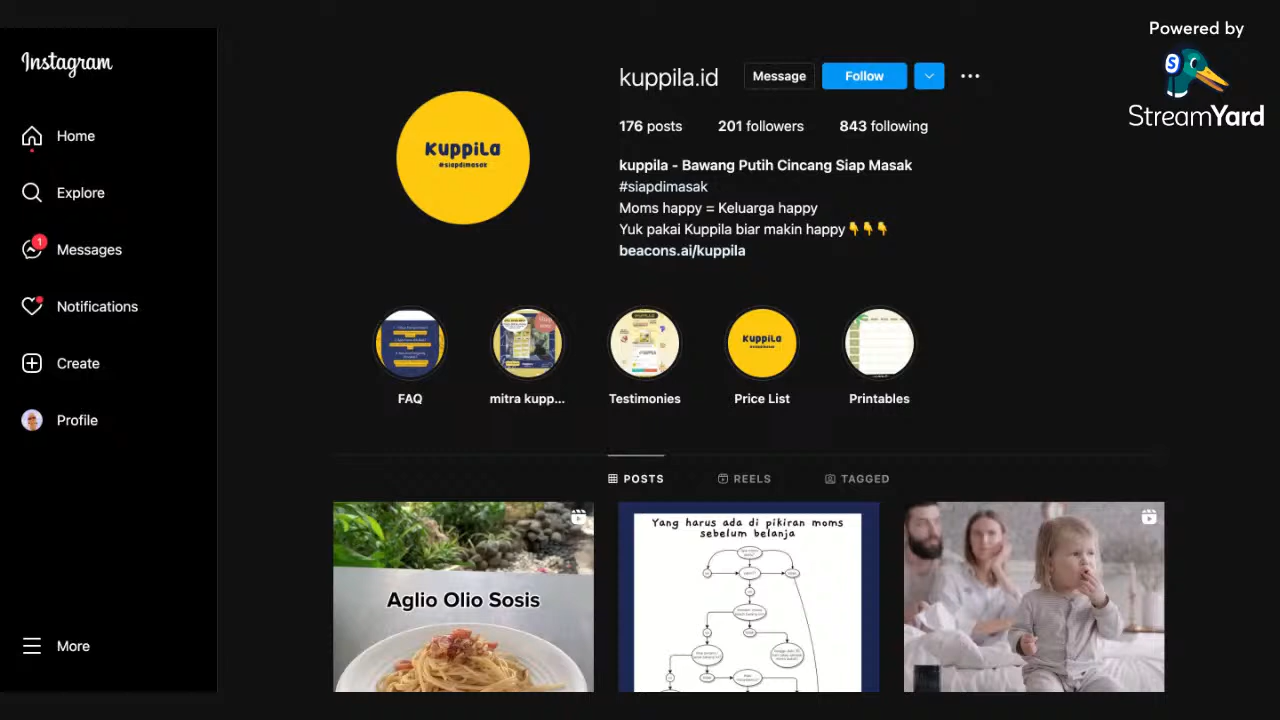 Powered by
StreamYard
Instagram
Home
Explore
1
Messages
Notifications
Create
Profile
More
KuppiLa
#siapdimasak
kuppila.id
Message
Follow
176 posts 201 followers 843 following
kuppila - Bawang Putih Cincang Siap Masak
#siapdimasak
Moms happy = Keluarga happy
Yuk pakai Kuppila biar makin happy👇👇👇
beacons.ai/kuppila
KuppiLa
FAQ
mitra kupp...
Testimonies
Price List
Printables
POSTS
REELS
TAGGED
Aglio Olio Sosis
Yang harus ada di pikiran moms
sebelum belanja